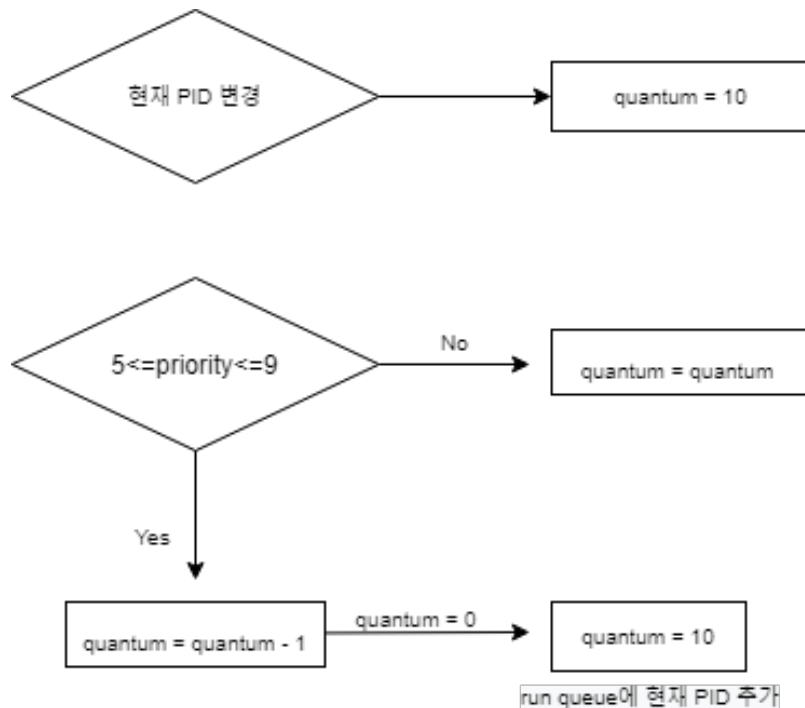 현재 PID 변경
quantum = 10
5<=priority<=9
No
quantum = quantum
Yes
quantum = quantum - 1
quantum = 0
quantum = 10
run queue에 현재 PID 추가